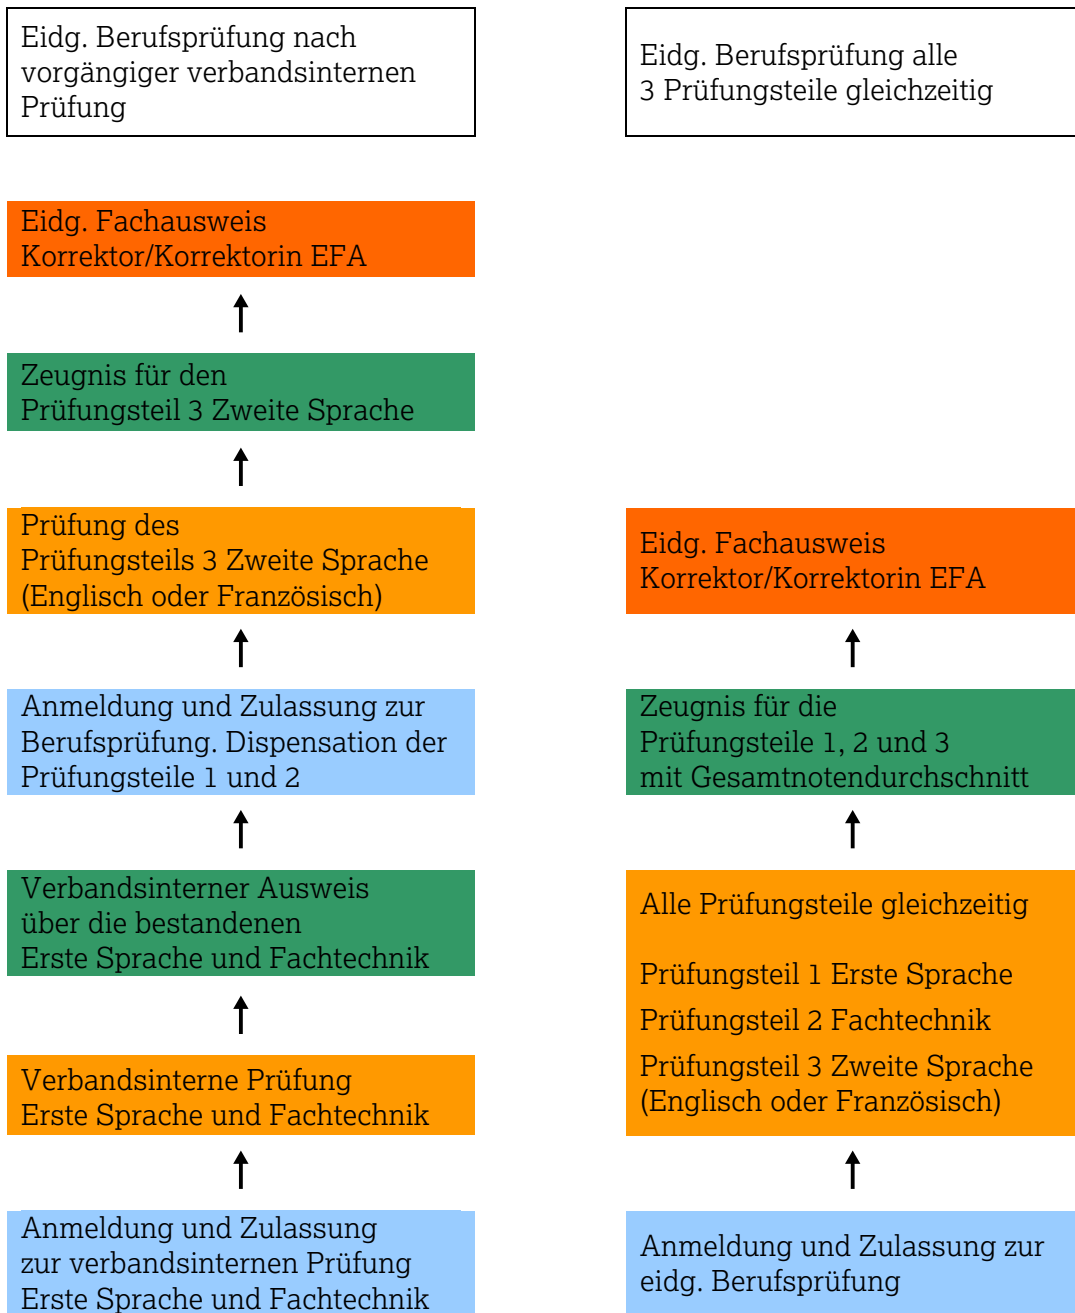 Eidg. Berufsprüfung nach
vorgängiger verbandsinternen
Prüfung
Eidg. Fachausweis
Korrektor/Korrektorin EFA
Zeugnis für den
Prüfungsteil 3 Zweite Sprache
Prüfung des
Prüfungsteils 3 Zweite Sprache
(Englisch oder Französisch)
Anmeldung und Zulassung zur
Berufsprüfung. Dispensation der
Prüfungsteile 1 und 2
Verbandsinterner Ausweis
über die bestandenen
Erste Sprache und Fachtechnik
Verbandsinterne Prüfung
Erste Sprache und Fachtechnik
Anmeldung und Zulassung
zur verbandsinternen Prüfung
Erste Sprache und Fachtechnik
Eidg. Berufsprüfung alle
3 Prüfungsteile gleichzeitig
Eidg. Fachausweis
Korrektor/Korrektorin EFA
Zeugnis für die
Prüfungsteile 1, 2 und 3
mit Gesamtnotendurchschnitt
Alle Prüfungsteile gleichzeitig
Prüfungsteil 1 Erste Sprache
Prüfungsteil 2 Fachtechnik
Prüfungsteil 3 Zweite Sprache
(Englisch oder Französisch)
Anmeldung und Zulassung zur
eidg. Berufsprüfung